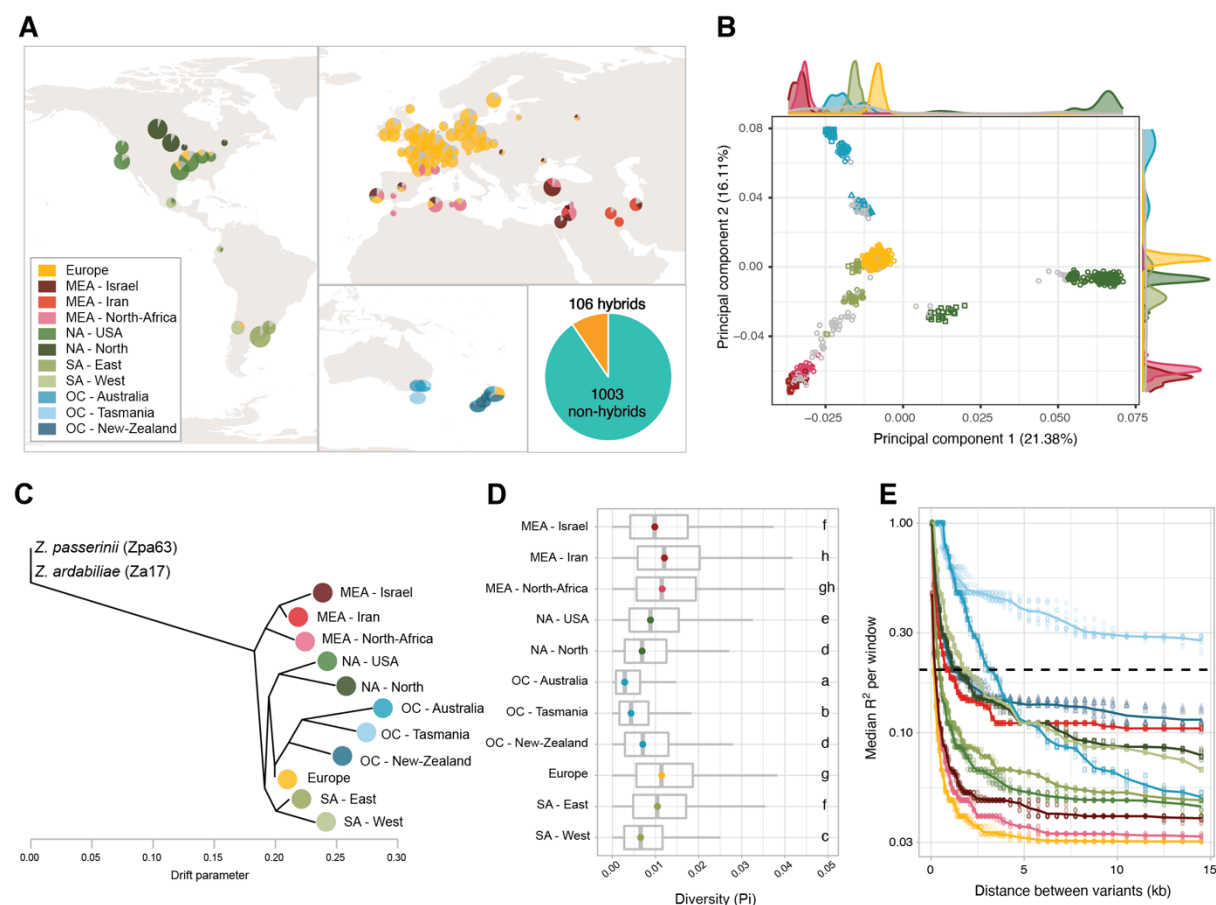 A
Europe
MEA - Israel
MEA - Iran
MEA - North-Africa
NA - USA
NA - North
SA - East
SA - West
OC - Australia
OC - Tasmania
OC - New-Zealand
106 hybrids
1003
non-hybrids
B
Principal component 2 (16.11%)
0.08
0.04
0.00
−0.04
−0.025
0.000
0.025
0.050
0.075
Principal component 1 (21.38%)
C
Z. passerinii (Zpa63)
Z. ardabiliae (Za17)
MEA - Israel
MEA - Iran
MEA - North-Africa
NA - USA
NA - North
OC - Australia
OC - Tasmania
OC - New-Zealand
Europe
SA - East
SA - West
0.00
0.05
0.10
0.15
0.20
0.25
0.30
Drift parameter
D
MEA - Israel f
MEA - Iran h
MEA - North-Africa gh
NA - USA e
NA - North d
OC - Australia a
OC - Tasmania b
OC - New-Zealand d
Europe g
SA - East f
SA - West c
0.00
0.01
0.02
0.03
0.04
0.05
Diversity (Pi)
E
Median R² per window
1.00
0.30
0.10
0.03
0
5
10
15
Distance between variants (kb)